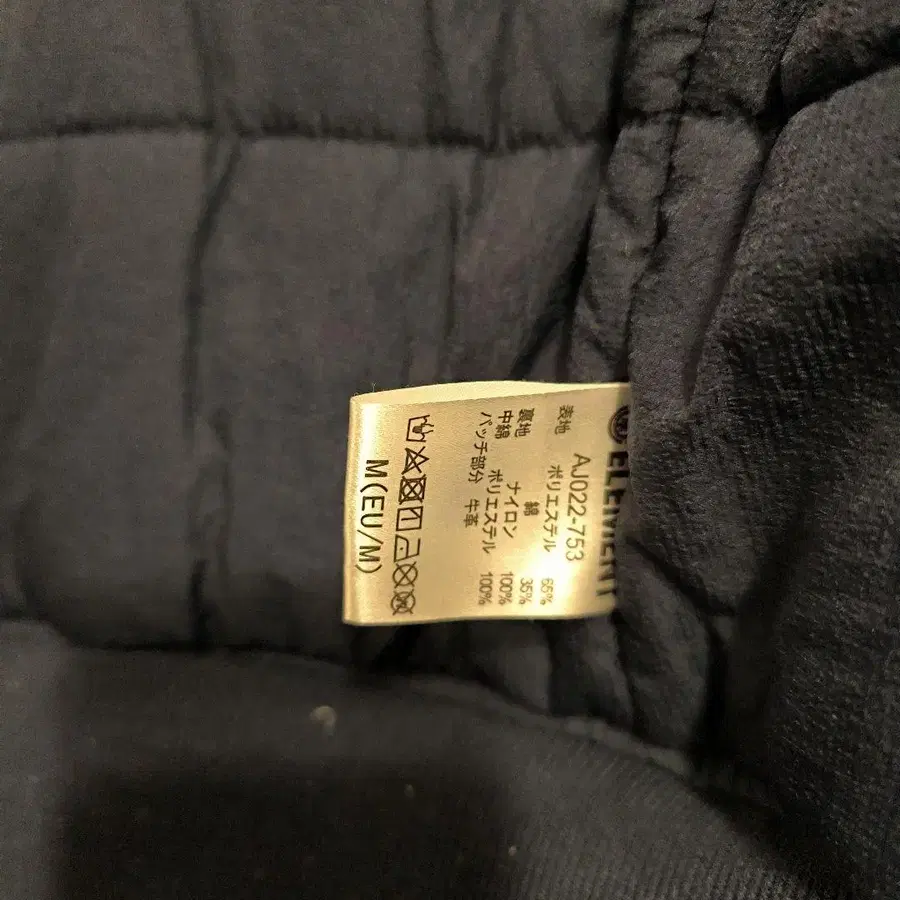 ELEMENT
AJ022-753
表地 ポリエステル 65%
綿 35%
裏地 ナイロン 100%
中綿 ポリエステル 100%
パッチ部分 牛革
M(EU/M)